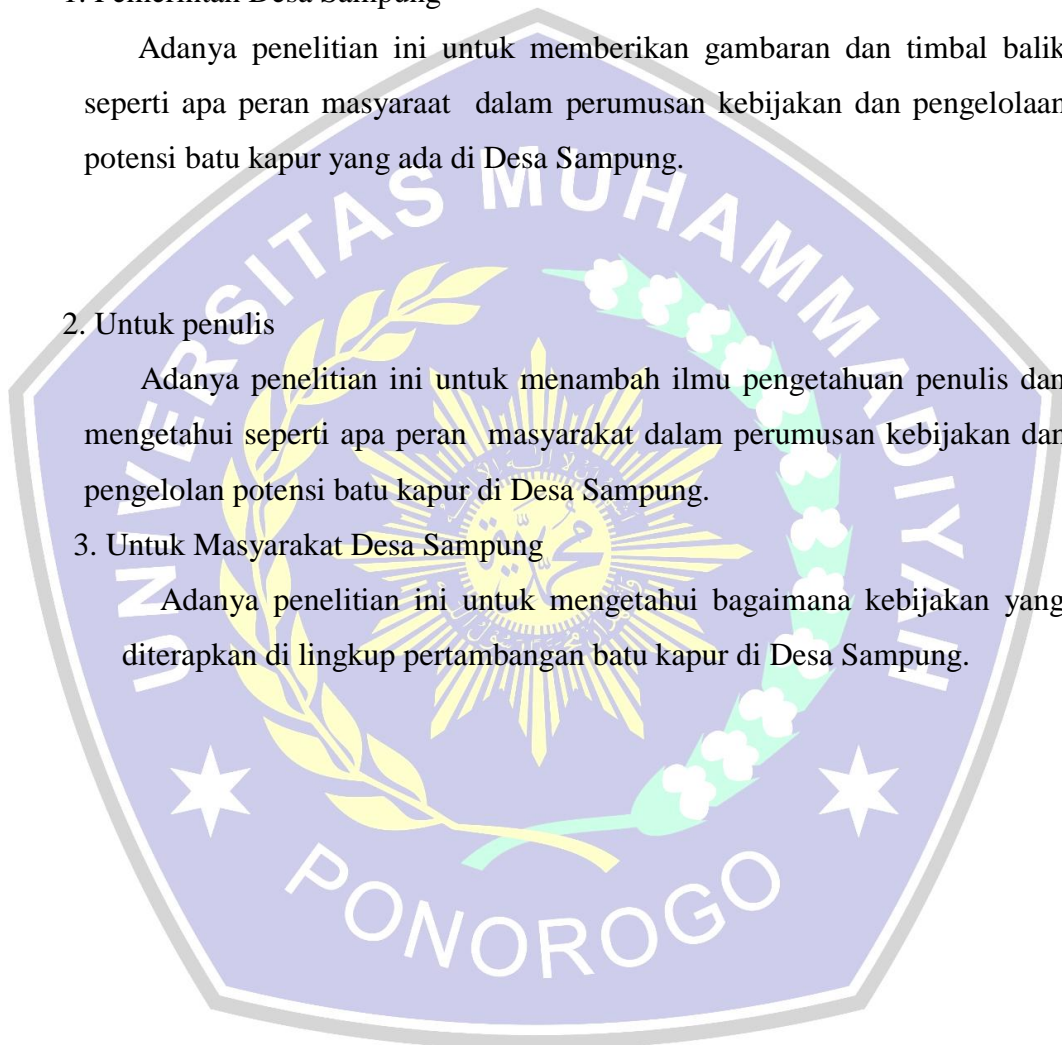 1. Pemerintah Desa Sampung
Adanya penelitian ini untuk memberikan gambaran dan timbal balik
seperti apa peran masyaraat dalam perumusan kebijakan dan pengelolaan
potensi batu kapur yang ada di Desa Sampung.
UNIVERSITAS MUHAMMADIYAH
2. Untuk penulis
Adanya penelitian ini untuk menambah ilmu pengetahuan penulis dan
mengetahui seperti apa peran masyarakat dalam perumusan kebijakan dan
pengelolan potensi batu kapur di Desa Sampung.
3. Untuk Masyarakat Desa Sampung
Adanya penelitian ini untuk mengetahui bagaimana kebijakan yang
diterapkan di lingkup pertambangan batu kapur di Desa Sampung.
PONOROGO